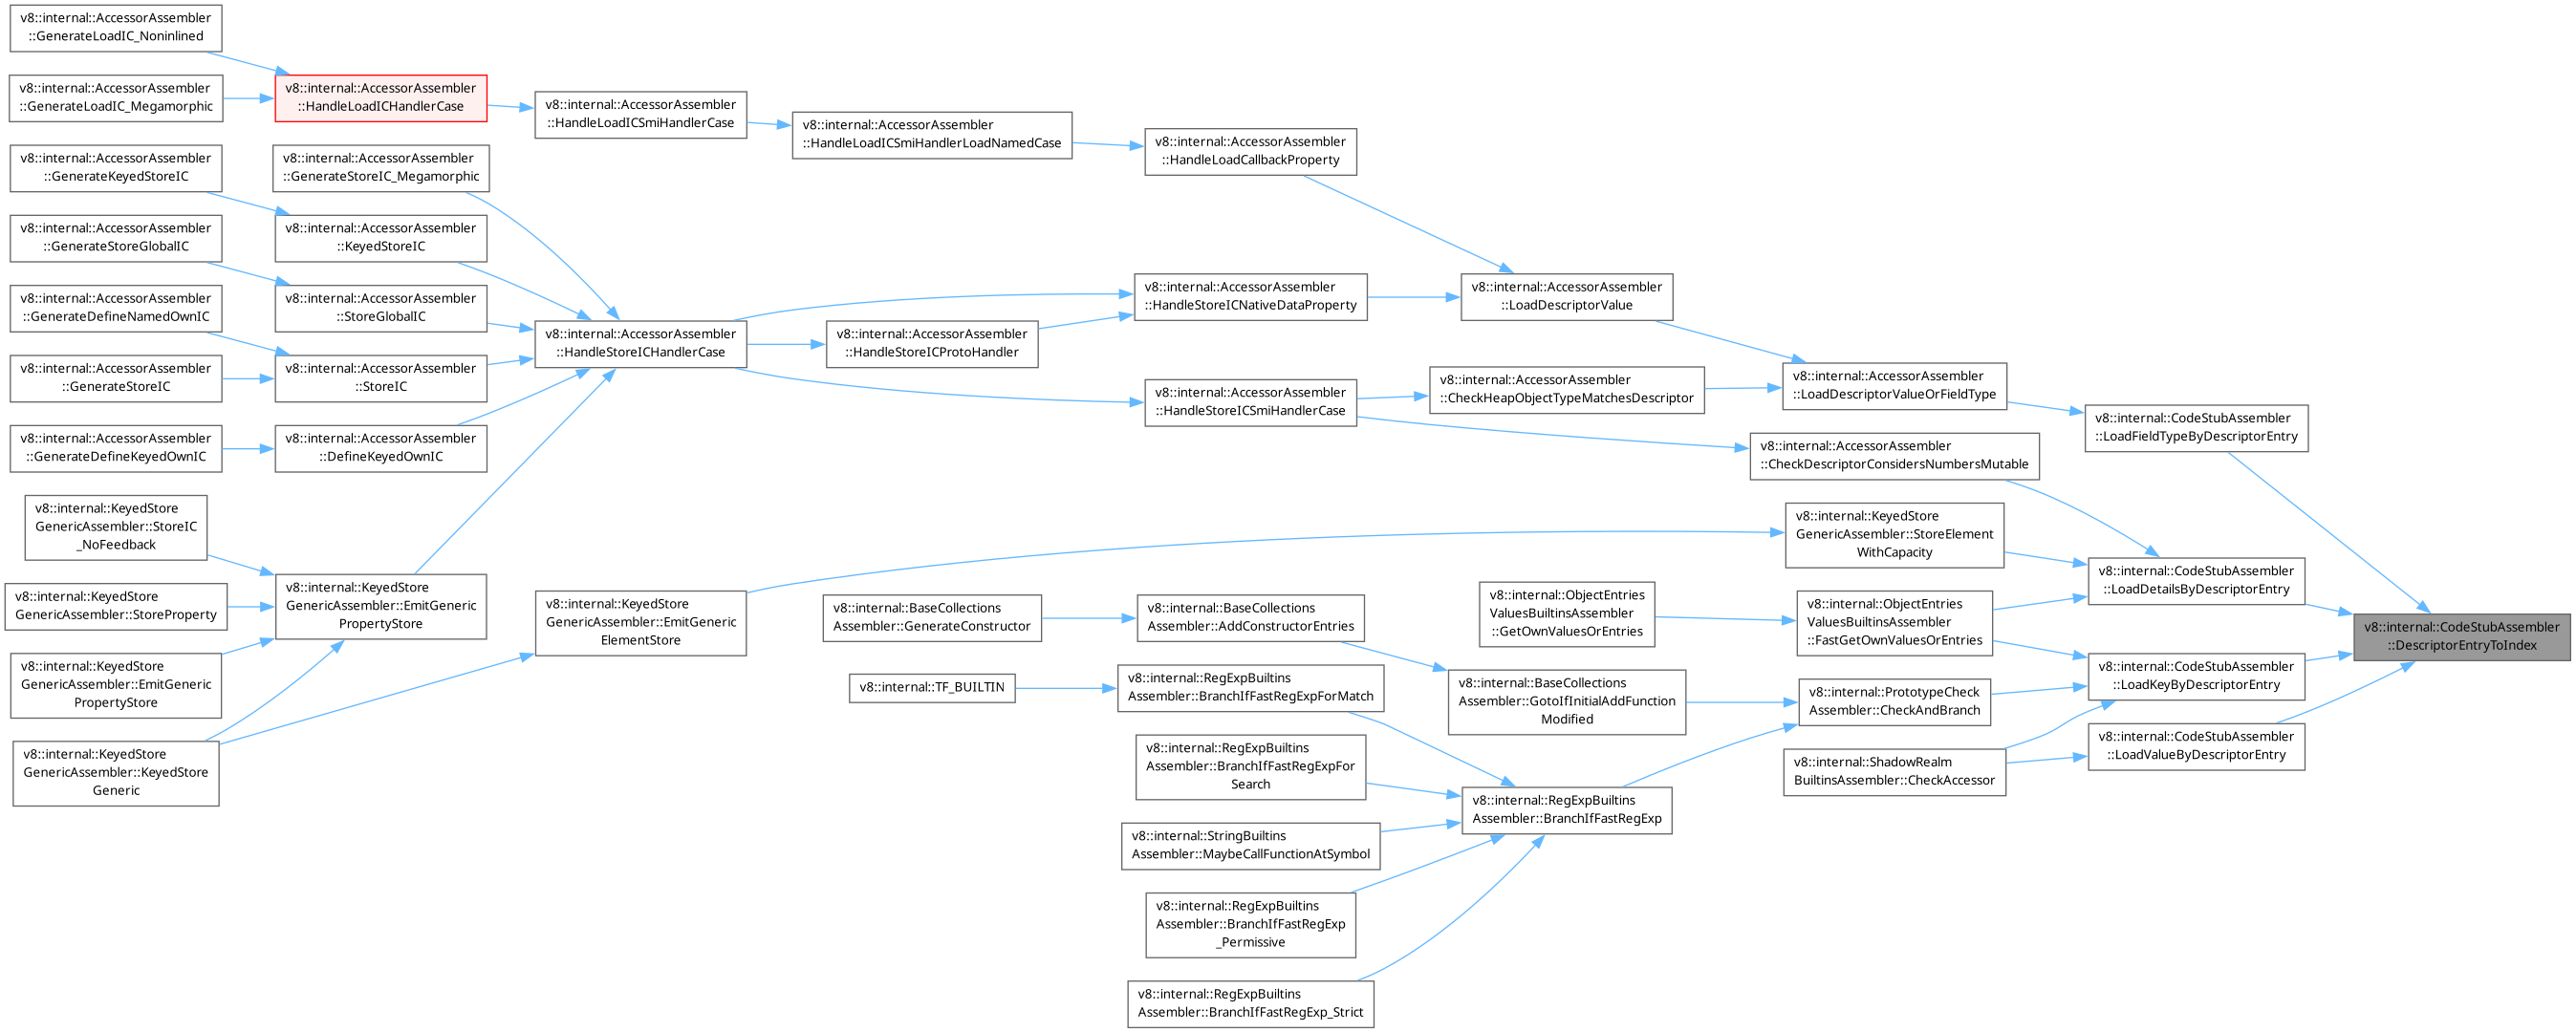 v8::internal::AccessorAssembler
::GenerateLoadIC_Noninlined
v8::internal::AccessorAssembler
::GenerateLoadIC_Megamorphic
v8::internal::AccessorAssembler
::GenerateKeyedStoreIC
v8::internal::AccessorAssembler
::GenerateStoreGlobalIC
v8::internal::AccessorAssembler
::GenerateDefineNamedOwnIC
v8::internal::AccessorAssembler
::GenerateStoreIC
v8::internal::AccessorAssembler
::GenerateDefineKeyedOwnIC
v8::internal::KeyedStore
GenericAssembler::StoreIC
_NoFeedback
v8::internal::KeyedStore
GenericAssembler::StoreProperty
v8::internal::KeyedStore
GenericAssembler::EmitGeneric
PropertyStore
v8::internal::KeyedStore
GenericAssembler::KeyedStore
Generic
v8::internal::AccessorAssembler
::HandleLoadICHandlerCase
v8::internal::AccessorAssembler
::GenerateStoreIC_Megamorphic
v8::internal::AccessorAssembler
::KeyedStoreIC
v8::internal::AccessorAssembler
::StoreGlobalIC
v8::internal::AccessorAssembler
::StoreIC
v8::internal::AccessorAssembler
::DefineKeyedOwnIC
v8::internal::KeyedStore
GenericAssembler::EmitGeneric
PropertyStore
v8::internal::AccessorAssembler
::HandleLoadICSmiHandlerCase
v8::internal::AccessorAssembler
::HandleStoreICHandlerCase
v8::internal::KeyedStore
GenericAssembler::EmitGeneric
ElementStore
v8::internal::AccessorAssembler
::HandleLoadICSmiHandlerLoadNamedCase
v8::internal::AccessorAssembler
::HandleStoreICProtoHandler
v8::internal::BaseCollections
Assembler::GenerateConstructor
v8::internal::TF_BUILTIN
v8::internal::AccessorAssembler
::HandleLoadCallbackProperty
v8::internal::AccessorAssembler
::HandleStoreICNativeDataProperty
v8::internal::AccessorAssembler
::HandleStoreICSmiHandlerCase
v8::internal::BaseCollections
Assembler::AddConstructorEntries
v8::internal::RegExpBuiltins
Assembler::BranchIfFastRegExpForMatch
v8::internal::RegExpBuiltins
Assembler::BranchIfFastRegExpFor
Search
v8::internal::StringBuiltins
Assembler::MaybeCallFunctionAtSymbol
v8::internal::RegExpBuiltins
Assembler::BranchIfFastRegExp
_Permissive
v8::internal::RegExpBuiltins
Assembler::BranchIfFastRegExp_Strict
v8::internal::AccessorAssembler
::LoadDescriptorValue
v8::internal::AccessorAssembler
::CheckHeapObjectTypeMatchesDescriptor
v8::internal::ObjectEntries
ValuesBuiltinsAssembler
::GetOwnValuesOrEntries
v8::internal::BaseCollections
Assembler::GotoIfInitialAddFunction
Modified
v8::internal::RegExpBuiltins
Assembler::BranchIfFastRegExp
v8::internal::AccessorAssembler
::LoadDescriptorValueOrFieldType
v8::internal::AccessorAssembler
::CheckDescriptorConsidersNumbersMutable
v8::internal::KeyedStore
GenericAssembler::StoreElement
WithCapacity
v8::internal::ObjectEntries
ValuesBuiltinsAssembler
::FastGetOwnValuesOrEntries
v8::internal::PrototypeCheck
Assembler::CheckAndBranch
v8::internal::ShadowRealm
BuiltinsAssembler::CheckAccessor
v8::internal::CodeStubAssembler
::LoadFieldTypeByDescriptorEntry
v8::internal::CodeStubAssembler
::LoadDetailsByDescriptorEntry
v8::internal::CodeStubAssembler
::LoadKeyByDescriptorEntry
v8::internal::CodeStubAssembler
::LoadValueByDescriptorEntry
v8::internal::CodeStubAssembler
::DescriptorEntryToIndex